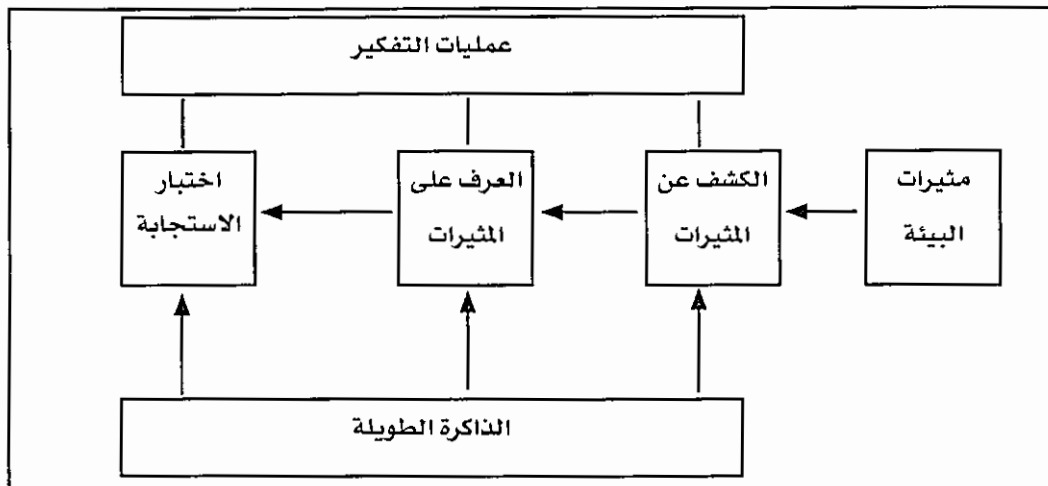 عمليات التفكير
مثيرات
البيئة
الكشف عن
المثيرات
العرف على
المثيرات
اختبار
الاستجابة
الذاكرة الطويلة